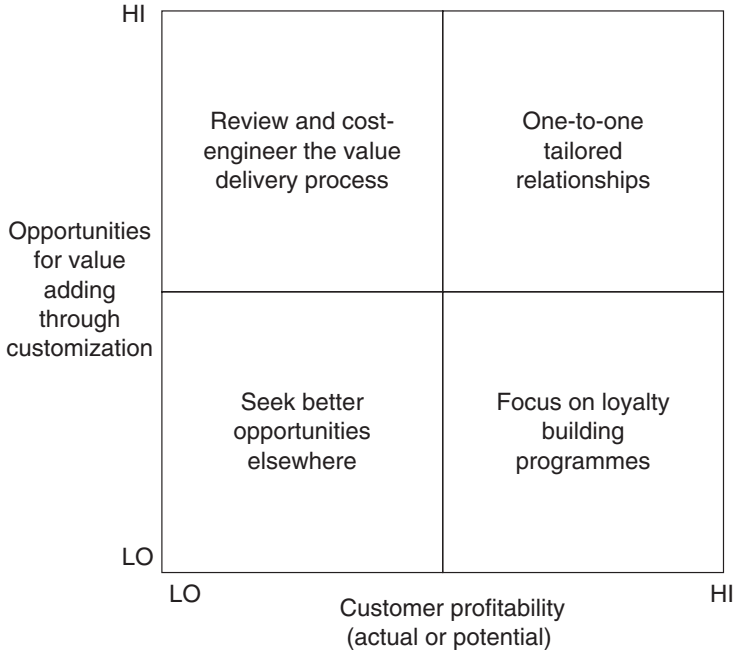 HI
Review and cost-
engineer the value
delivery process
One-to-one
tailored
relationships
Opportunities
for value
adding
through
customization
Seek better
opportunities
elsewhere
Focus on loyalty
building
programmes
LO
LO
HI
Customer profitability
(actual or potential)